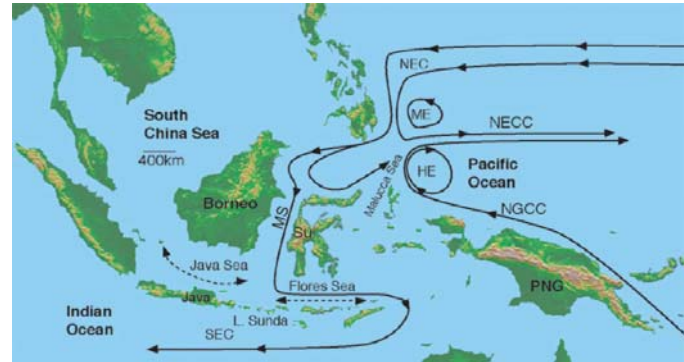 NEC
South
China Sea
ME
NECC
400km
Malucca Sea
HE
Pacific
Ocean
Borneo
MS
NGCC
Su
Java Sea
PNG
Flores Sea
Java
Indian
Ocean
L. Sunda
SEC